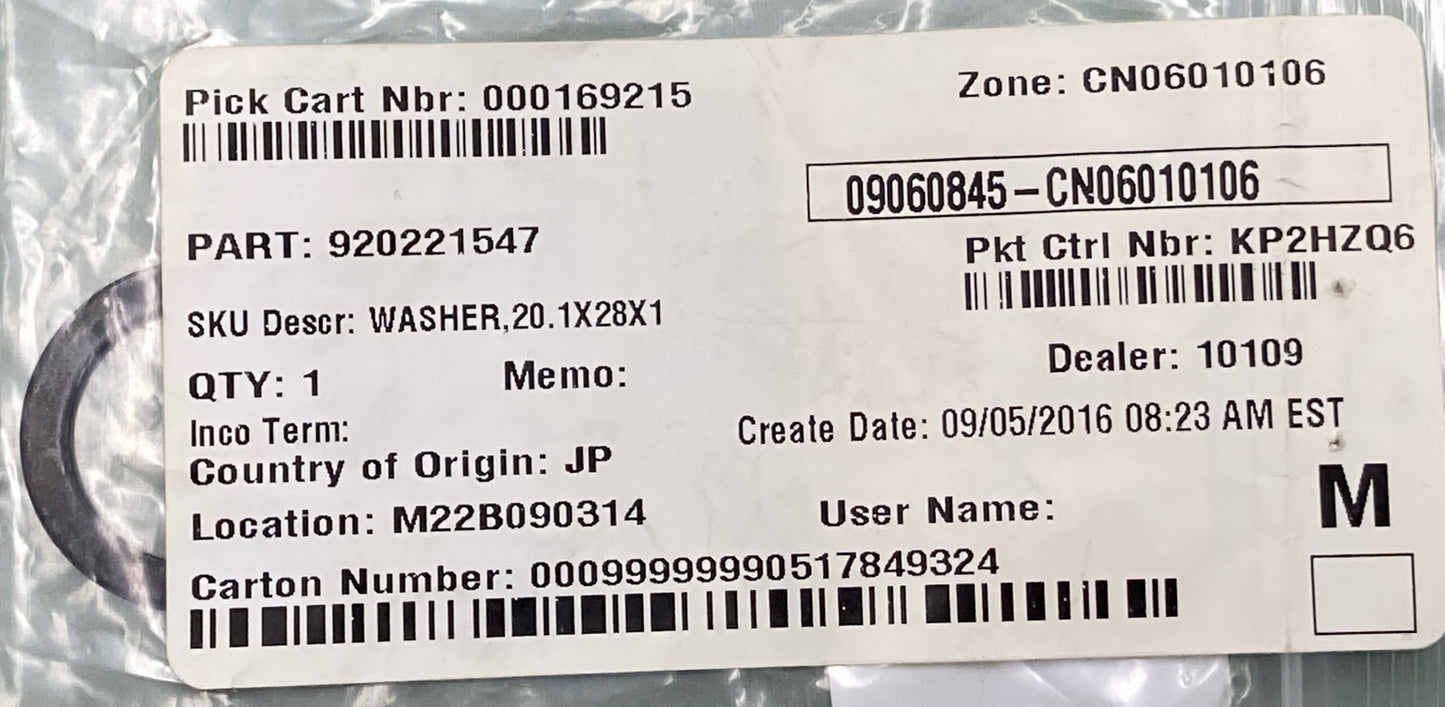 Pick Cart Nbr: 000169215
Zone: CN06010106
09060845-CN06010106
PART: 920221547
Pkt Ctrl Nbr: KP2HZQ6
SKU Descr: WASHER,20.1X28X1
Dealer: 10109
QTY: 1 Memo:
Inco Term:
Create Date: 09/05/2016 08:23 AM EST
Country of Origin: JP
Location: M22B090314
User Name:
M
Carton Number: 00099999990517849324